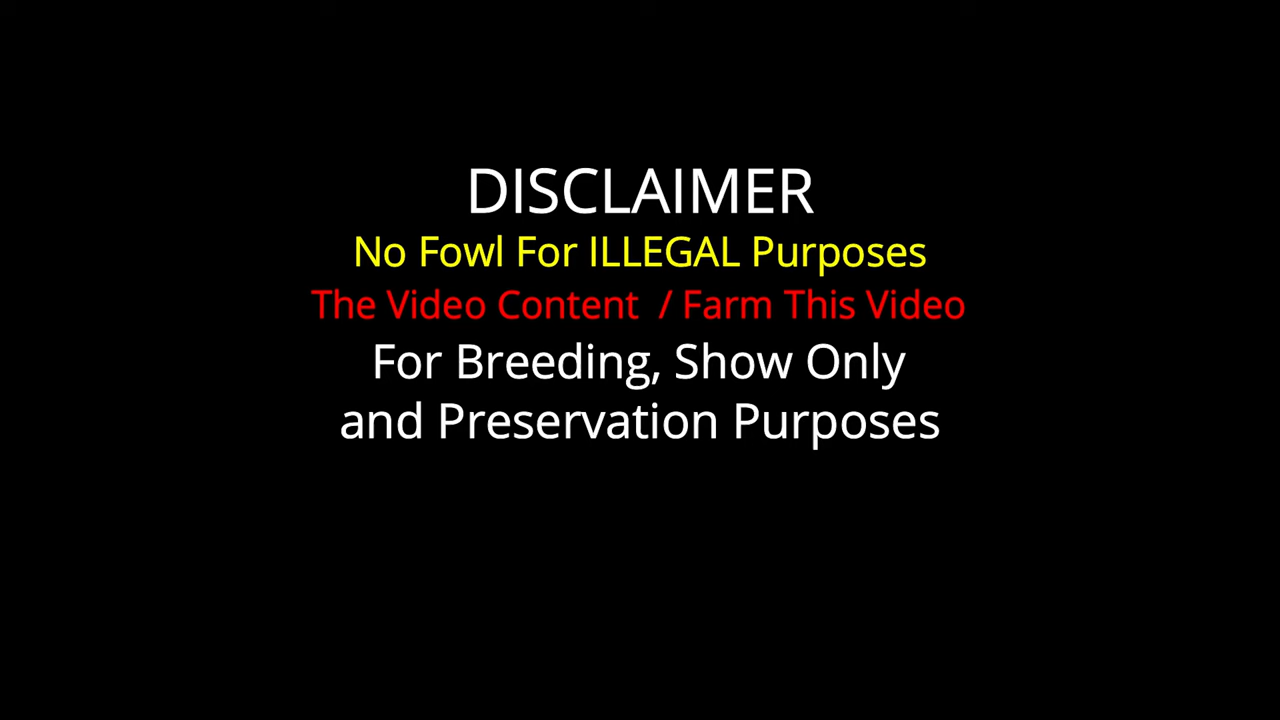 DISCLAIMER
No Fowl For ILLEGAL Purposes
The Video Content / Farm This Video
For Breeding, Show Only
and Preservation Purposes